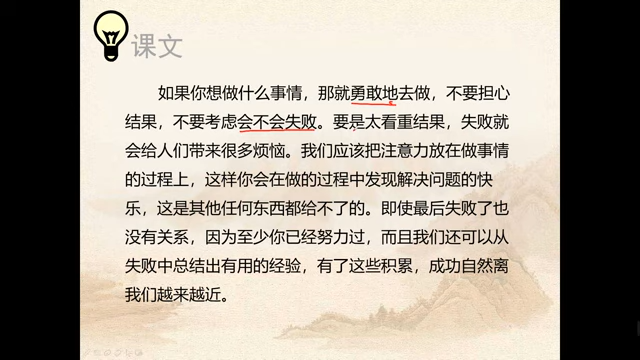 课文
如果你想做什么事情，那就勇敢地去做，不要担心
结果，不要考虑会不会失败。要是太看重结果，失败就
会给人们带来很多烦恼。我们应该把注意力放在做事情
的过程上，这样你会在做的过程中发现解决问题的快
乐，这是其他任何东西都给不了的。即使最后失败了也
没有关系，因为至少你已经努力过，而且我们还可以从
失败中总结出有用的经验，有了这些积累，成功自然离
我们越来越近。